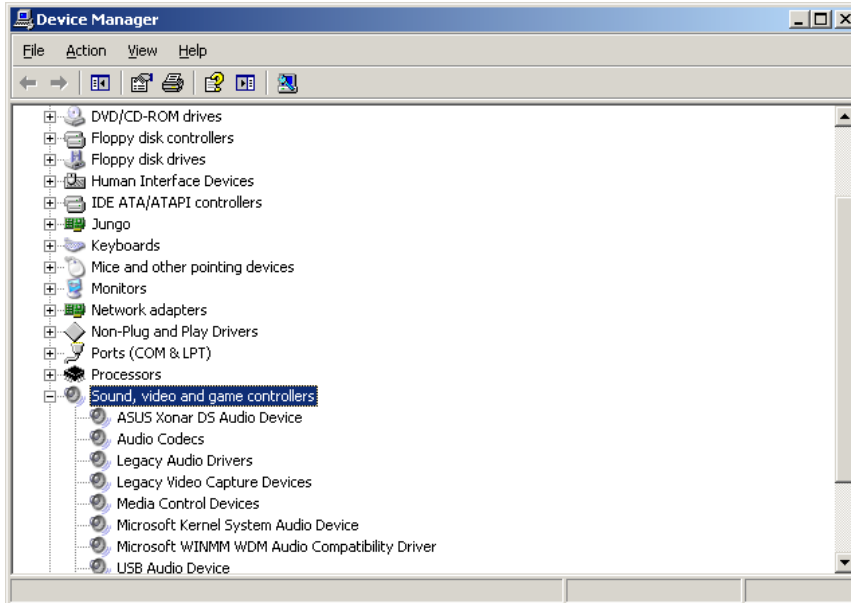 Device Manager
File Action View Help
DVD/CD-ROM drives
Floppy disk controllers
Floppy disk drives
Human Interface Devices
IDE ATA/ATAPI controllers
Jungo
Keyboards
Mice and other pointing devices
Monitors
Network adapters
Non-Plug and Play Drivers
Ports (COM & LPT)
Processors
Sound, video and game controllers
ASUS Xonar DS Audio Device
Audio Codecs
Legacy Audio Drivers
Legacy Video Capture Devices
Media Control Devices
Microsoft Kernel System Audio Device
Microsoft WINMM WDM Audio Compatibility Driver
USB Audio Device